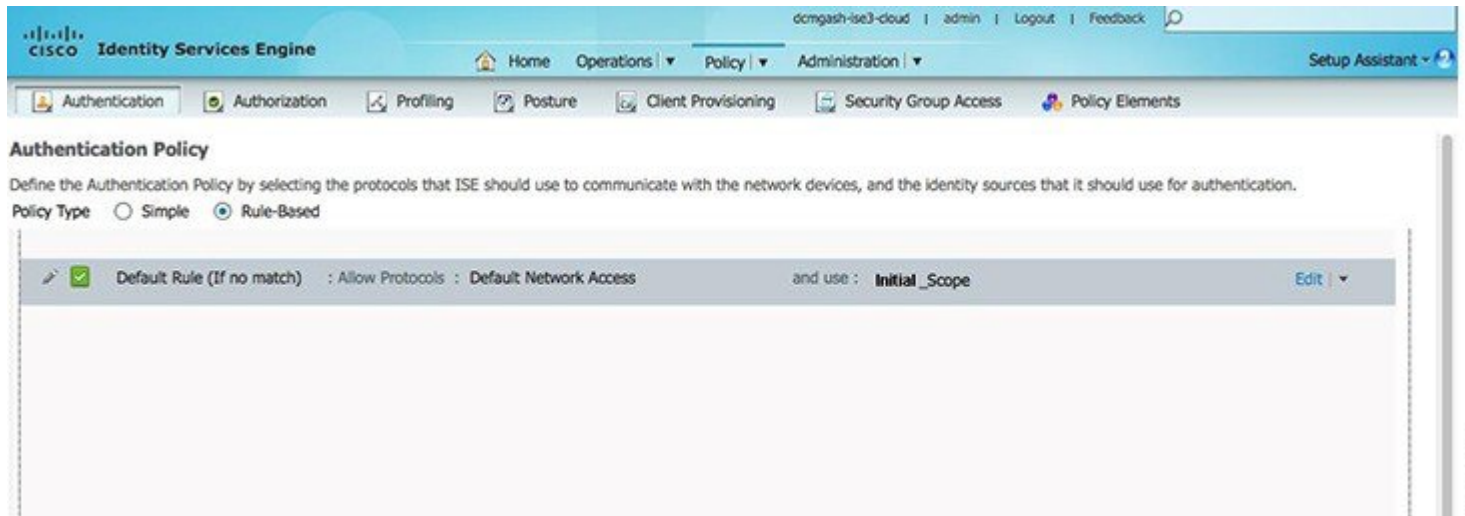 dcmgash-ise3-cloud | admin | Logout | Feedback
CISCO Identity Services Engine
Home Operations | ▼ Policy | ▼ Administration | ▼ Setup Assistant
Authentication Authorization Profiling Posture Client Provisioning Security Group Access Policy Elements
Authentication Policy
Define the Authentication Policy by selecting the protocols that ISE should use to communicate with the network devices, and the identity sources that it should use for authentication.
Policy Type Simple Rule-Based
Default Rule (If no match) : Allow Protocols : Default Network Access and use : Initial_Scope Edit | ▼